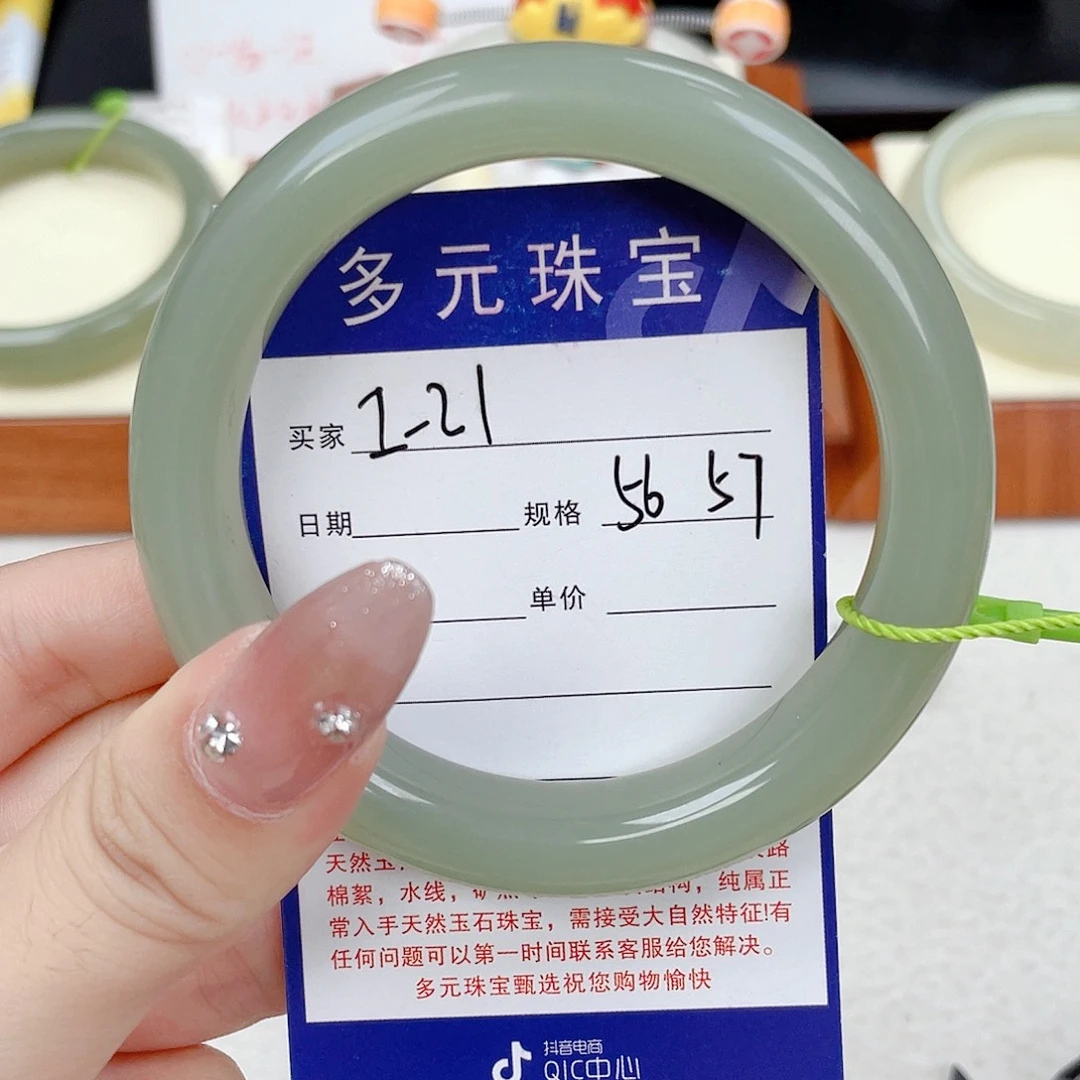 多元珠宝
买家 1-21
日期 规格 56 57
单价
天然玉
棉絮，水线，纯属正
常入手天然玉石珠宝，需接受大自然特征!有
任何问题可以第一时间联系客服给您解决。
多元珠宝甄选祝您购物愉快
抖音电商
QIC中心